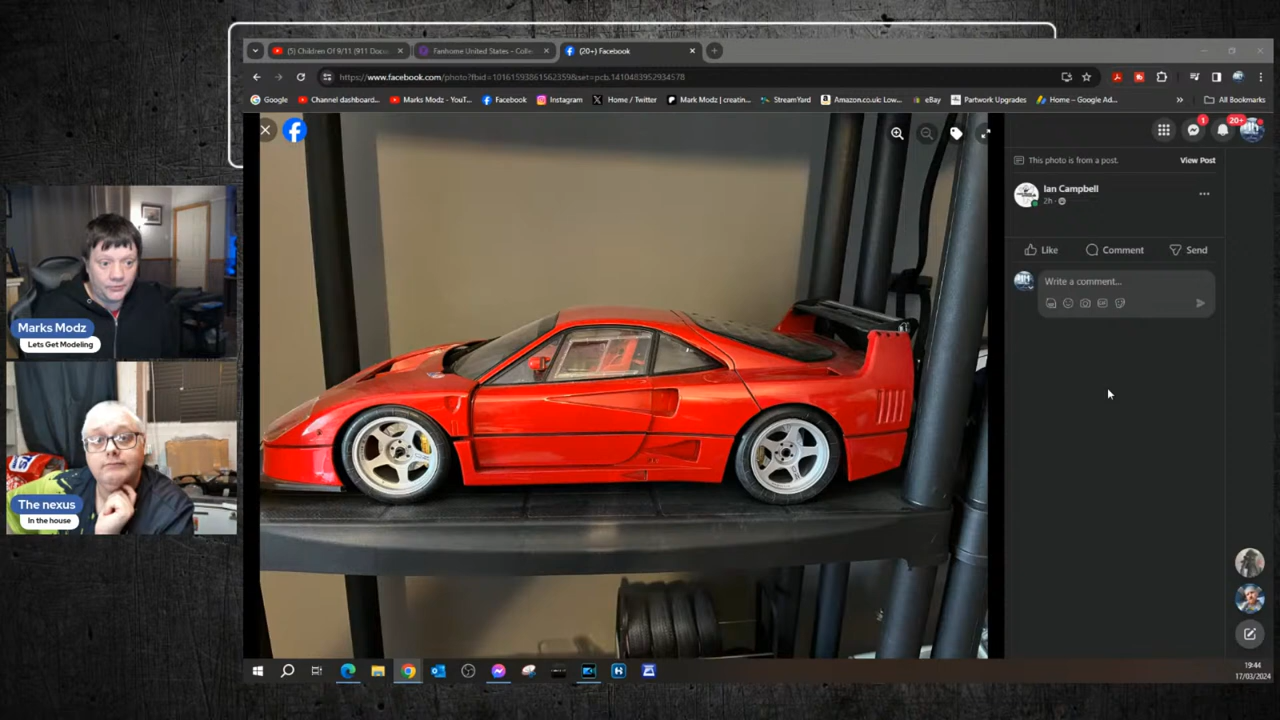 (5) Children Of 9/11 (911 Docu
Fanhome United States - Colle
(20+) Facebook
https://www.facebook.com/photo?fbid=10161593861562359&set=pcb.1410483952934578
Google
Channel dashboard...
Marks Modz - YouT...
Facebook
Instagram
Home / Twitter
Mark Modz | creatin...
StreamYard
Amazon.co.uk: Low...
eBay
Partwork Upgrades
Home – Google Ad...
All Bookmarks
1
20+
This photo is from a post.
View Post
Ian Campbell
2h
Like
Comment
Send
Write a comment...
Marks Modz
Lets Get Modeling
The nexus
In the house
19:44
17/03/2024